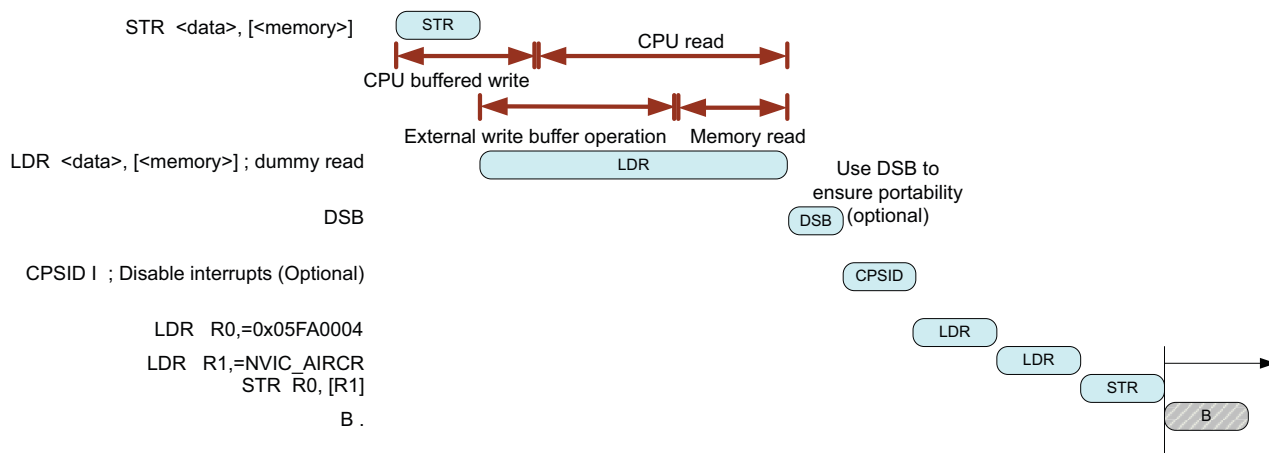 STR <data>, [<memory>]
STR
CPU read
CPU buffered write
External write buffer operation
Memory read
LDR <data>, [<memory>] ; dummy read
LDR
Use DSB to
ensure portability
(optional)
DSB
DSB
CPSID I ; Disable interrupts (Optional)
CPSID
LDR R0,=0x05FA0004
LDR
LDR R1,=NVIC_AIRCR
LDR
STR R0, [R1]
STR
B .
B